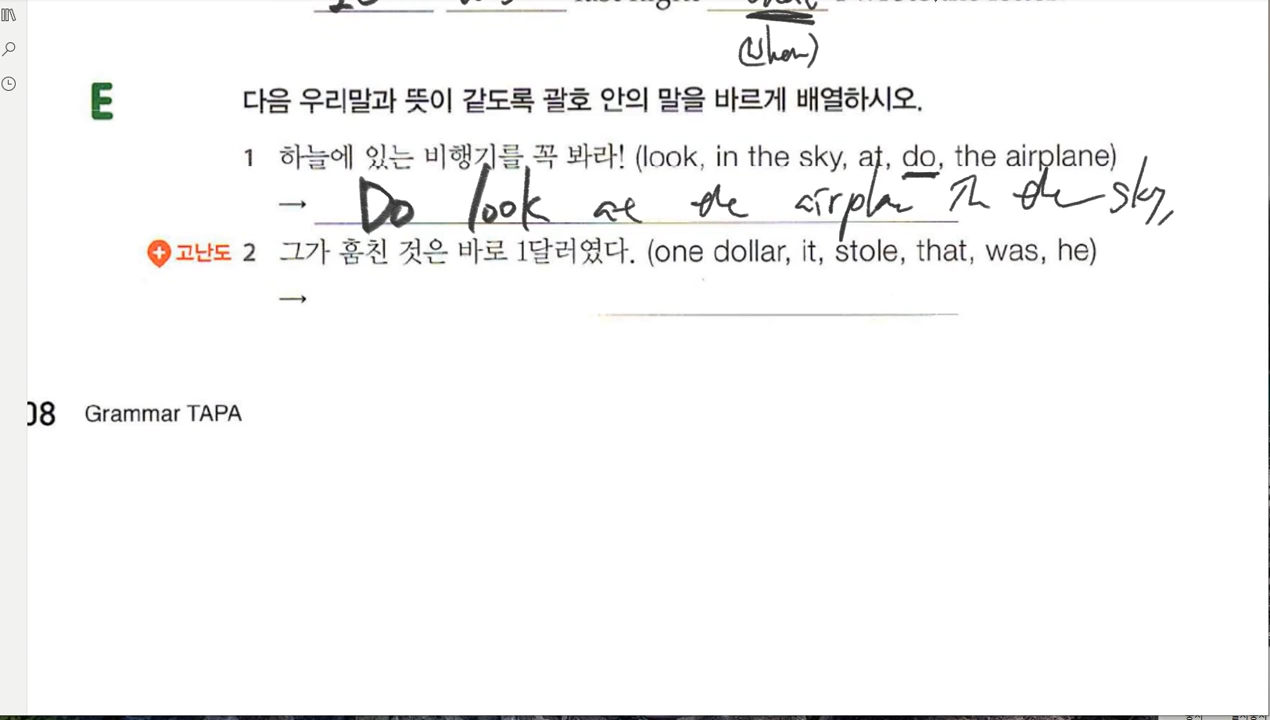 last night
(when)
E 다음 우리말과 뜻이 같도록 괄호 안의 말을 바르게 배열하시오.
1 하늘에 있는 비행기를 꼭 봐라! (look, in the sky, at, do, the airplane)
→ Do look at the airplane in the sky,
고난도 2 그가 훔친 것은 바로 1달러였다. (one dollar, it, stole, that, was, he)
→
08 Grammar TAPA